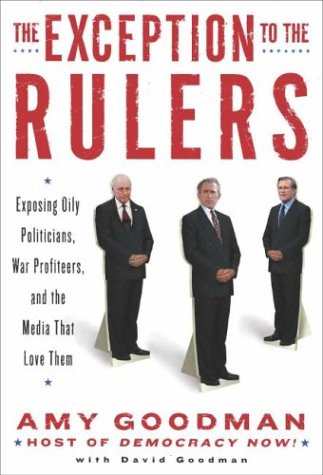 THE EXCEPTION TO THE
RULERS
Exposing Oily
Politicians,
War Profiteers,
and the
Media That
Love Them
AMY GOODMAN
★ HOST OF DEMOCRACY NOW! ★
with David Goodman